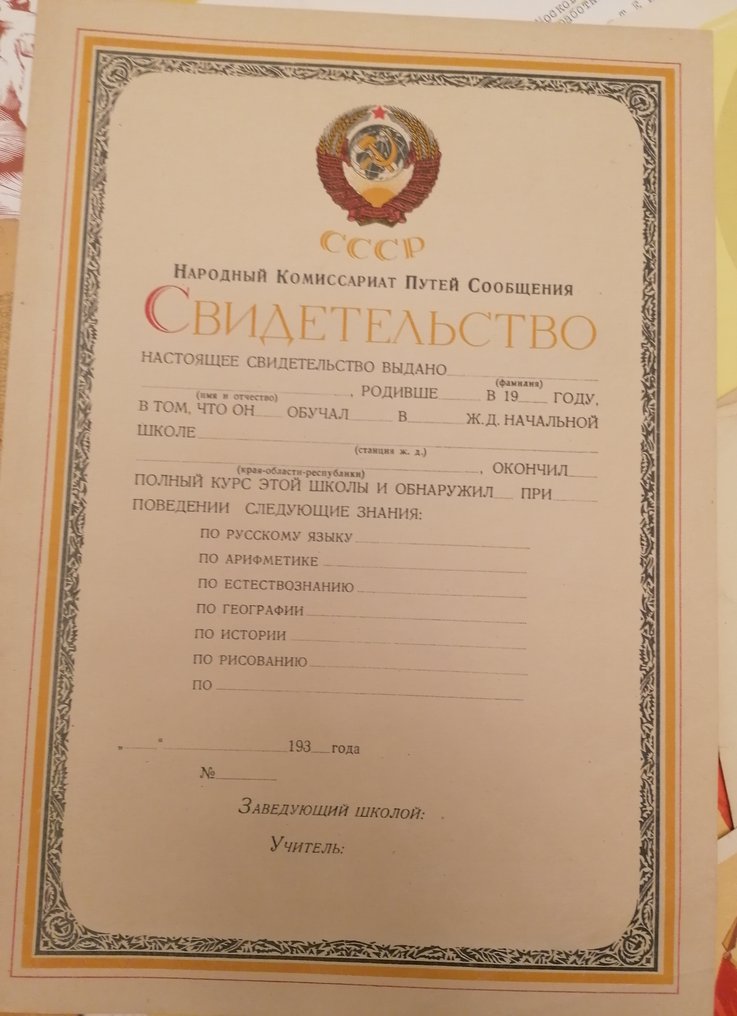 СССР
Народный Комиссариат Путей Сообщения
Свидетельство
НАСТОЯЩЕЕ СВИДЕТЕЛЬСТВО ВЫДАНО
(фамилия)
, РОДИВШЕ В 19 ГОДУ,
(имя и отчество)
В ТОМ, ЧТО ОН ОБУЧАЛ В Ж.Д. НАЧАЛЬНОЙ
ШКОЛЕ
(станция ж. д.)
, ОКОНЧИЛ
(края-области-республики)
ПОЛНЫЙ КУРС ЭТОЙ ШКОЛЫ И ОБНАРУЖИЛ ПРИ
ПОВЕДЕНИИ СЛЕДУЮЩИЕ ЗНАНИЯ:
ПО РУССКОМУ ЯЗЫКУ
ПО АРИФМЕТИКЕ
ПО ЕСТЕСТВОЗНАНИЮ
ПО ГЕОГРАФИИ
ПО ИСТОРИИ
ПО РИСОВАНИЮ
ПО
„ “ 193 года
№
Заведующий школой:
Учитель: